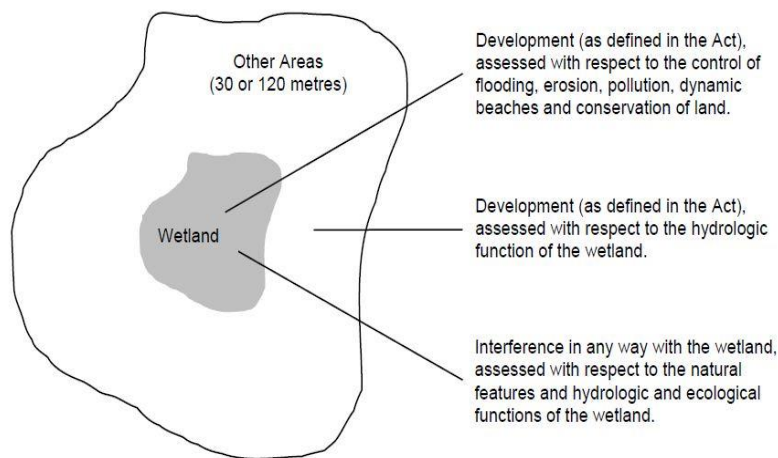 Other Areas
(30 or 120 metres)
Wetland
Development (as defined in the Act),
assessed with respect to the control of
flooding, erosion, pollution, dynamic
beaches and conservation of land.
Development (as defined in the Act),
assessed with respect to the hydrologic
function of the wetland.
Interference in any way with the wetland,
assessed with respect to the natural
features and hydrologic and ecological
functions of the wetland.